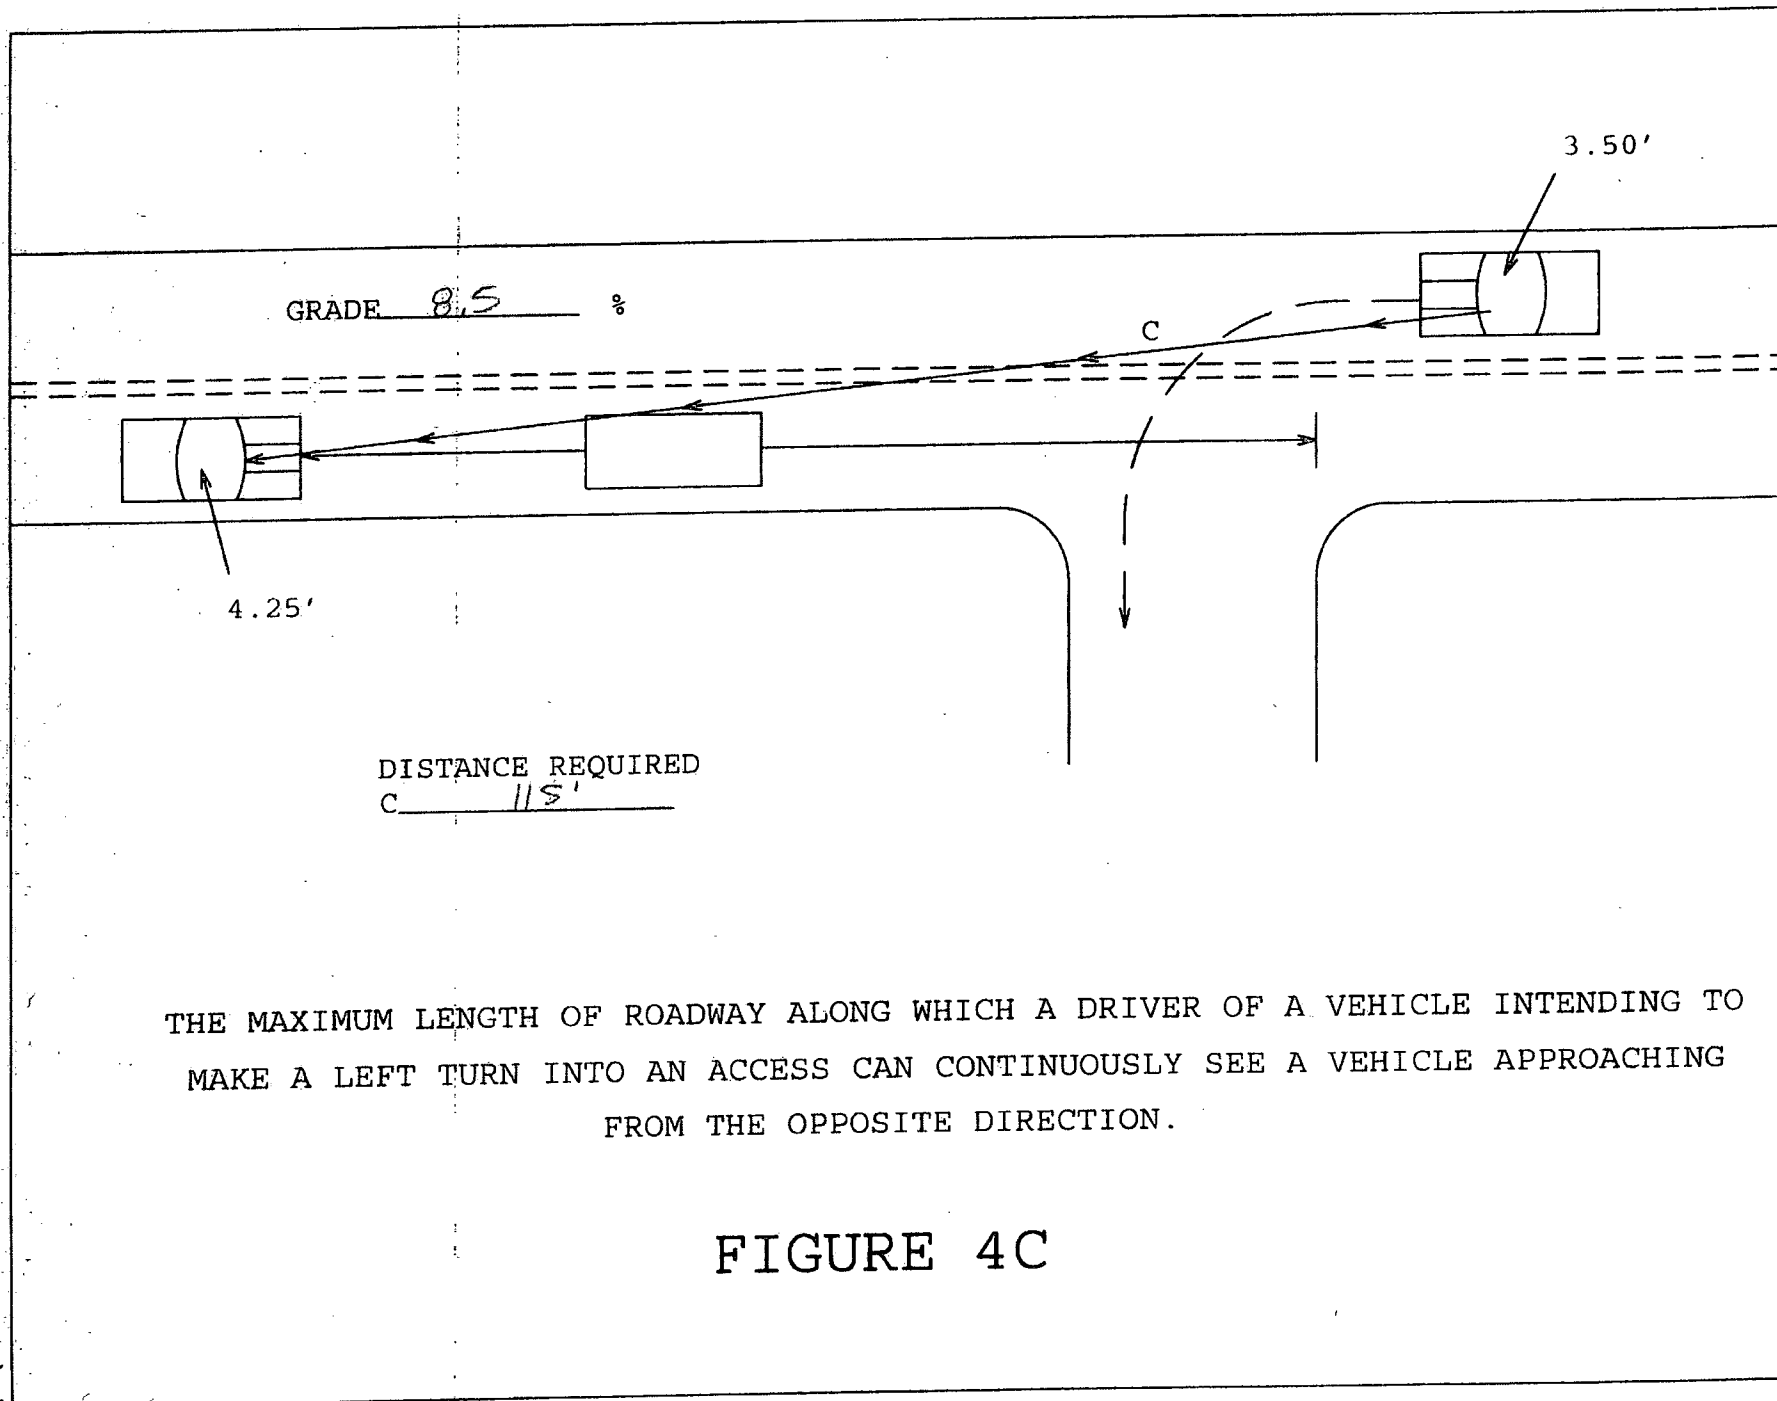 3.50'
GRADE 8.5 %
C
4.25'
DISTANCE REQUIRED
C 115'
THE MAXIMUM LENGTH OF ROADWAY ALONG WHICH A DRIVER OF A VEHICLE INTENDING TO
MAKE A LEFT TURN INTO AN ACCESS CAN CONTINUOUSLY SEE A VEHICLE APPROACHING
FROM THE OPPOSITE DIRECTION.
FIGURE 4C